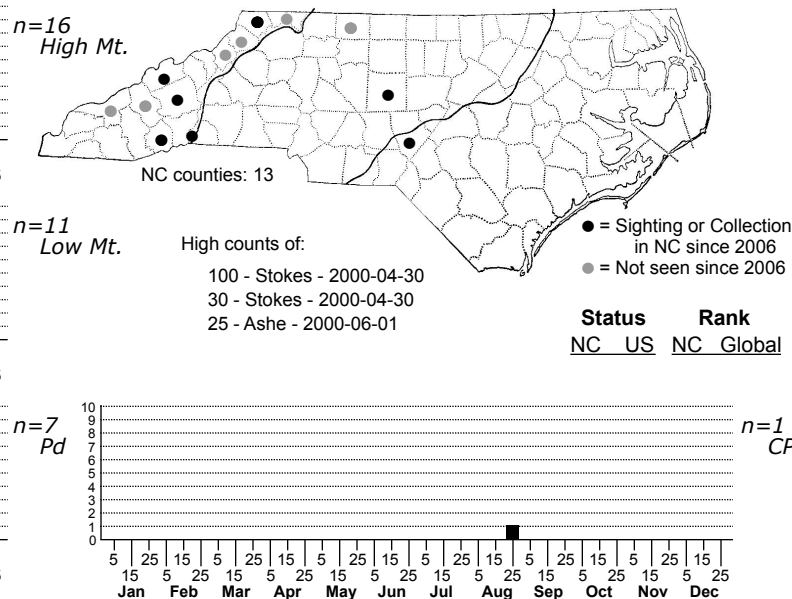 n=16
High Mt.
NC counties: 13
n=11
Low Mt.
High counts of:
100 - Stokes - 2000-04-30
30 - Stokes - 2000-04-30
25 - Ashe - 2000-06-01
= Sighting or Collection
in NC since 2006
= Not seen since 2006
Status Rank
NC US NC Global
n=7
Pd
n=1
CP
10
9
8
7
6
5
4
3
2
1
0
5 25 15 5 25 15 5 25 15 5 25 15 5 25 15 5 25 15
15 5 25 15 5 25 15 5 25 15 5 25 15 5 25 15 5 25
Jan Feb Mar Apr May Jun Jul Aug Sep Oct Nov Dec